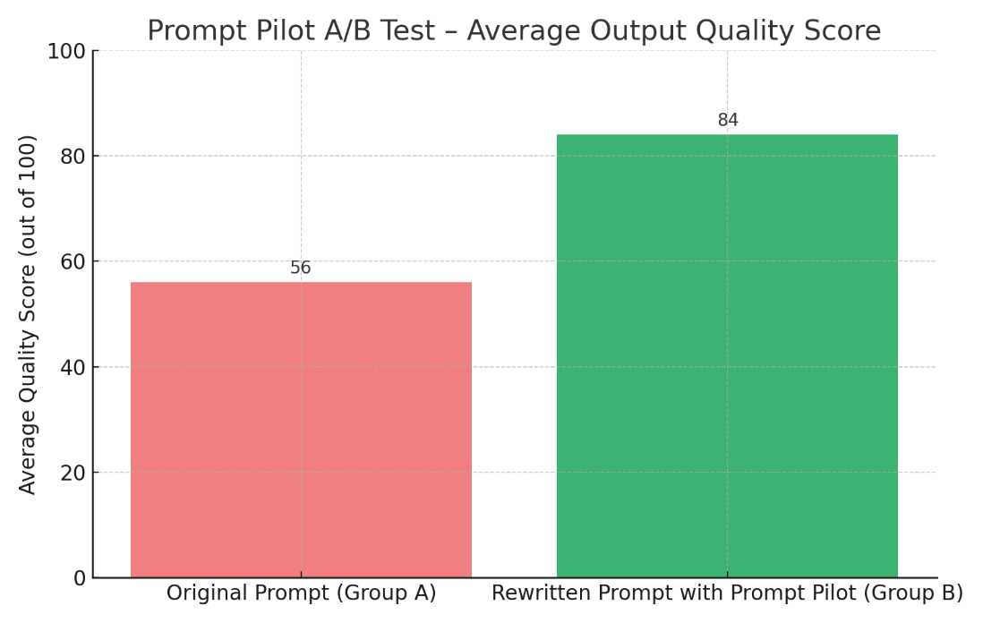 Prompt Pilot A/B Test – Average Output Quality Score
Average Quality Score (out of 100)
100
80
60
40
20
0
56
84
Original Prompt (Group A)
Rewritten Prompt with Prompt Pilot (Group B)